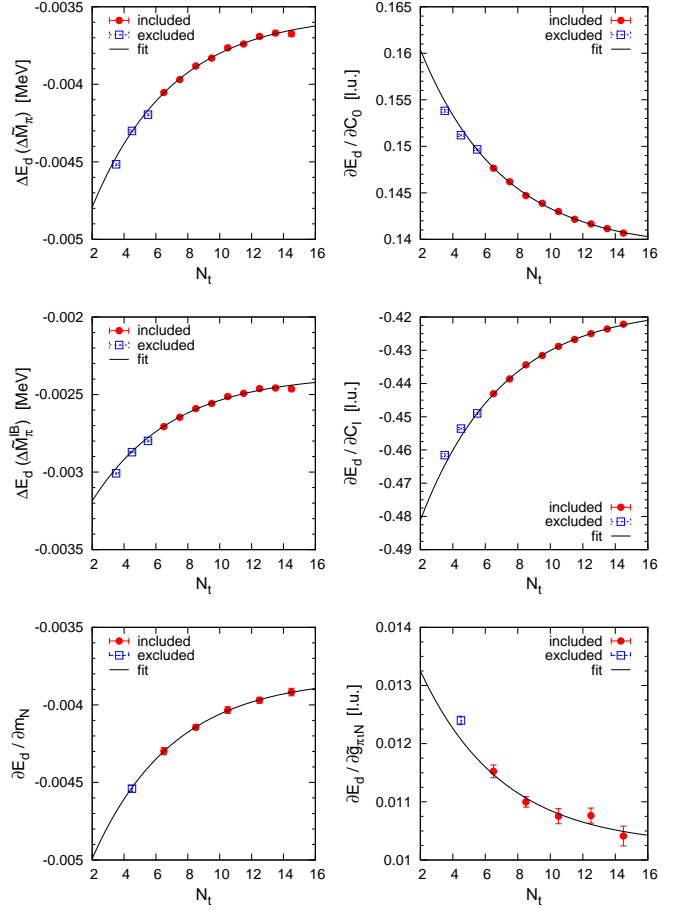 -0.0035
-0.004
-0.0045
-0.005
2 4 6 8 10 12 14 16
N_t
ΔE_d (ΔM̃_π) [MeV]
included
excluded
fit
0.16
0.155
0.15
0.145
0.14
2 4 6 8 10 12 14 16
N_t
∂E_d / ∂C_0 [l.u.]
included
excluded
fit
-0.002
-0.0025
-0.003
-0.0035
2 4 6 8 10 12 14 16
N_t
ΔE_d (ΔM̃_π^IB) [MeV]
included
excluded
fit
-0.42
-0.43
-0.44
-0.45
-0.46
-0.47
-0.48
-0.49
2 4 6 8 10 12 14 16
N_t
∂E_d / ∂C_I [l.u.]
included
excluded
fit
-0.0035
-0.004
-0.0045
-0.005
2 4 6 8 10 12 14 16
N_t
∂E_d / ∂m_N
included
excluded
fit
0.014
0.013
0.012
0.011
0.01
2 4 6 8 10 12 14 16
N_t
∂E_d / ∂g̃_πN [l.u.]
included
excluded
fit